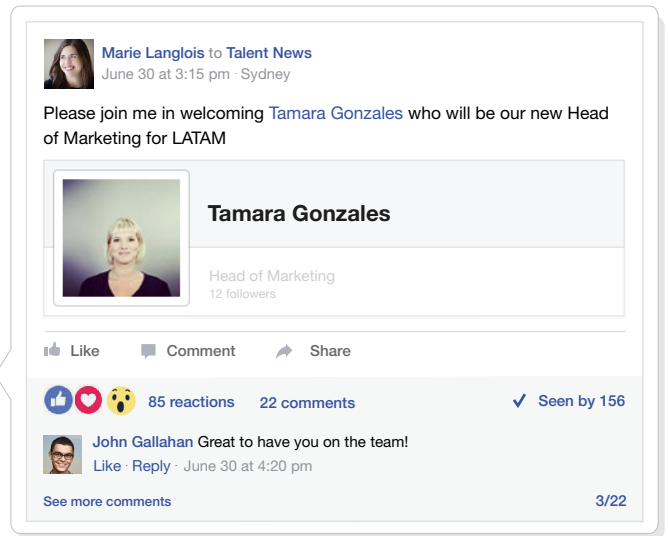 Marie Langlois to Talent News
June 30 at 3:15 pm · Sydney
Please join me in welcoming Tamara Gonzales who will be our new Head
of Marketing for LATAM
Tamara Gonzales
Head of Marketing
12 followers
Like Comment Share
85 reactions 22 comments Seen by 156
John Gallahan Great to have you on the team!
Like · Reply · June 30 at 4:20 pm
See more comments 3/22